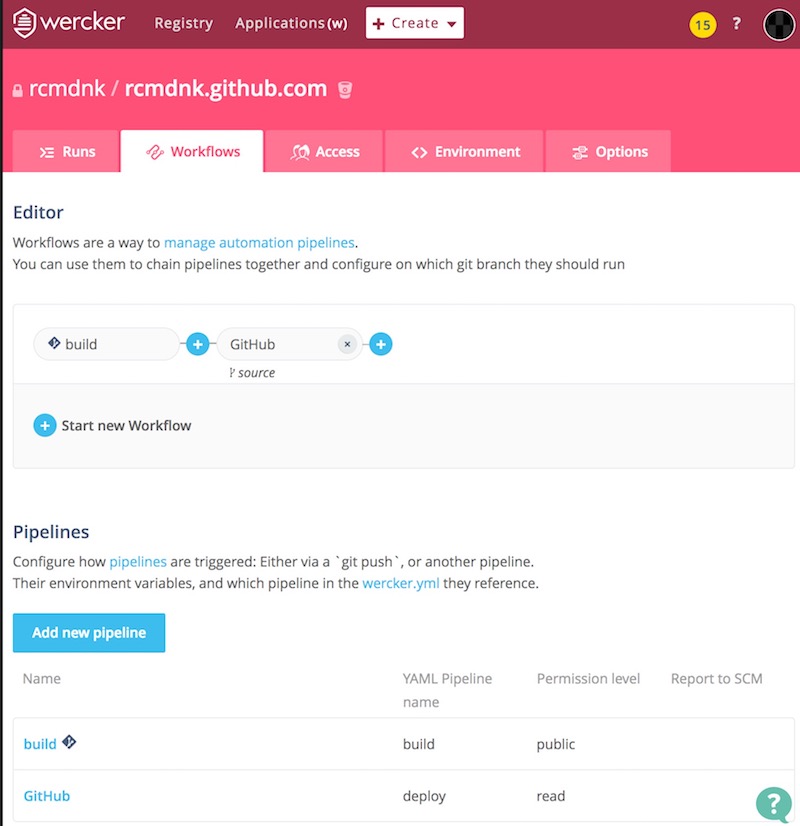 wercker Registry Applications(w) + Create 15 ?
rcmdnk / rcmdnk.github.com
Runs Workflows Access Environment Options
Editor
Workflows are a way to manage automation pipelines.
You can use them to chain pipelines together and configure on which git branch they should run
build + GitHub × +
source
+ Start new Workflow
Pipelines
Configure how pipelines are triggered: Either via a `git push`, or another pipeline.
Their environment variables, and which pipeline in the wercker.yml they reference.
Add new pipeline
Name YAML Pipeline name Permission level Report to SCM
build build public
GitHub deploy read
?